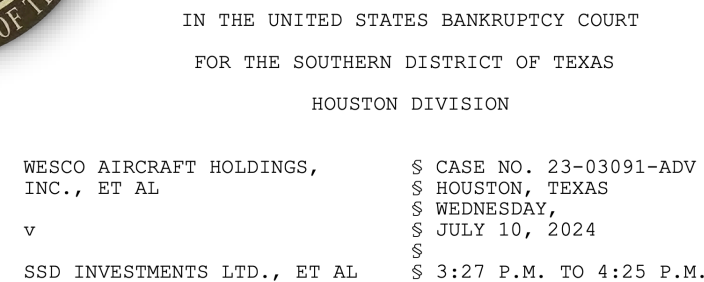 IN THE UNITED STATES BANKRUPTCY COURT
FOR THE SOUTHERN DISTRICT OF TEXAS
HOUSTON DIVISION
WESCO AIRCRAFT HOLDINGS, § CASE NO. 23-03091-ADV
INC., ET AL § HOUSTON, TEXAS
§ WEDNESDAY,
v § JULY 10, 2024
§
SSD INVESTMENTS LTD., ET AL § 3:27 P.M. TO 4:25 P.M.